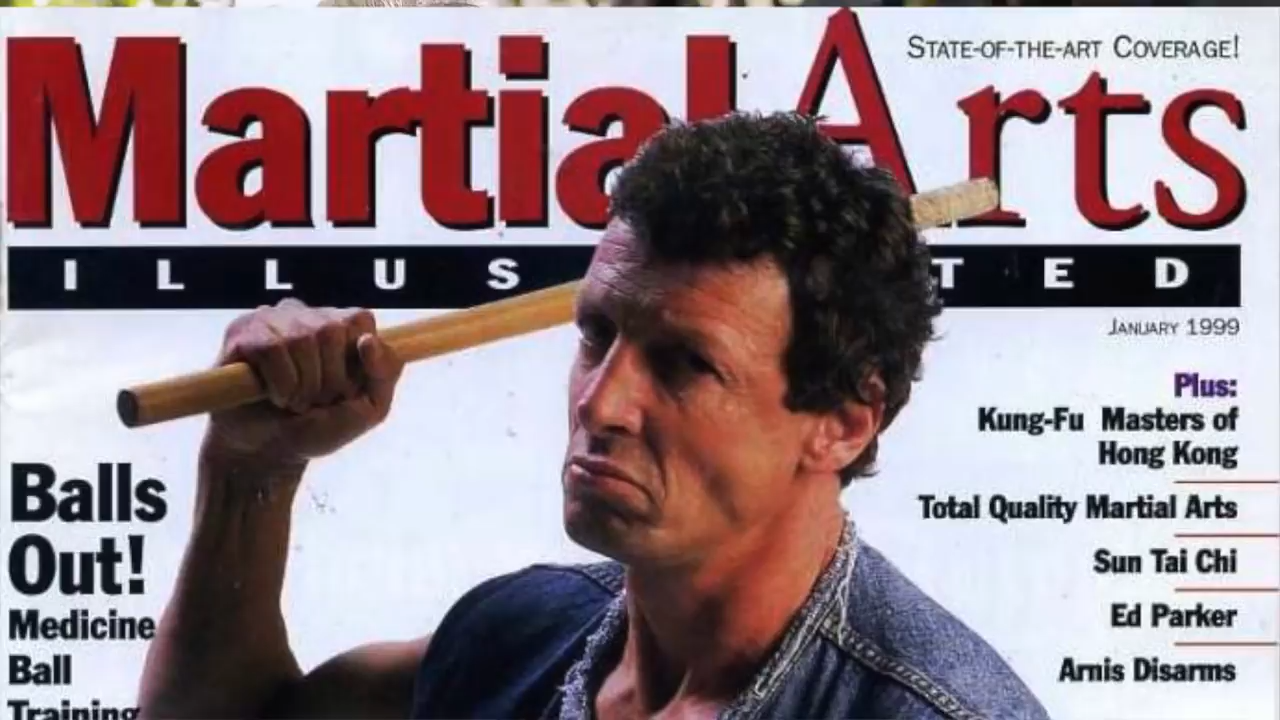 Martial Arts
STATE-OF-THE-ART COVERAGE!
ILLUS TED
JANUARY 1999
Plus:
Kung-Fu Masters of
Hong Kong
Total Quality Martial Arts
Sun Tai Chi
Ed Parker
Arnis Disarms
Balls
Out!
Medicine
Ball
Training